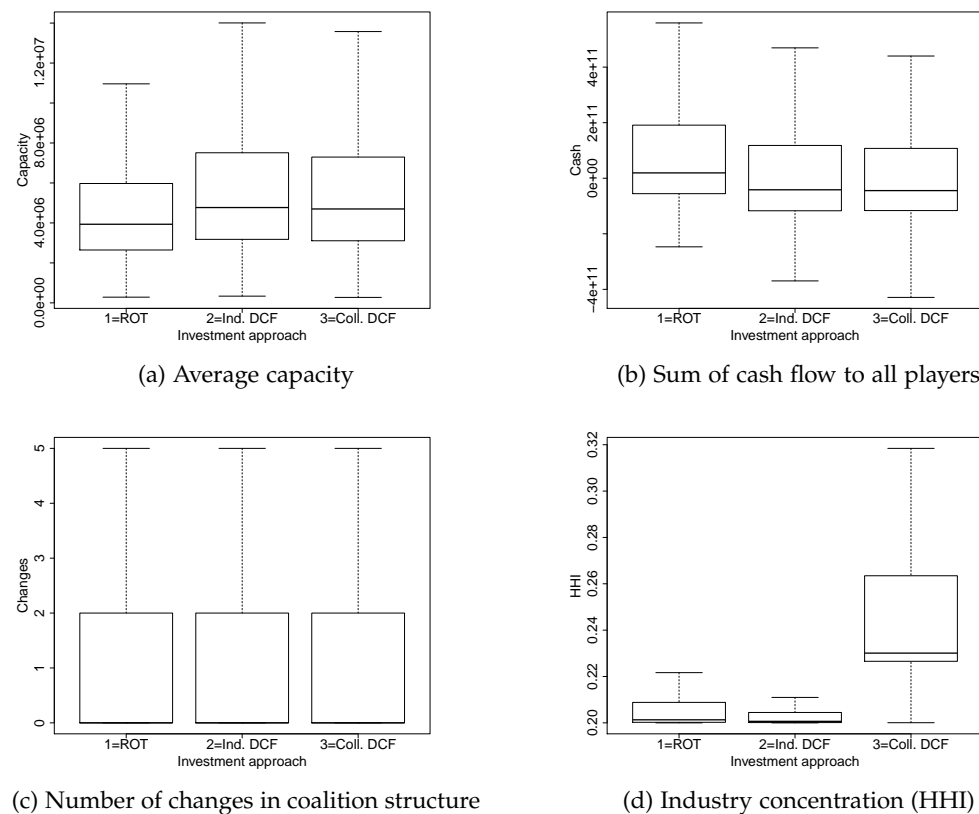 1.2e+07
8.0e+06
4.0e+06
0.0e+00
Capacity
1=ROT 2=Ind. DCF 3=Coll. DCF
Investment approach
(a) Average capacity
4e+11
2e+11
0e+00
−4e+11
Cash
1=ROT 2=Ind. DCF 3=Coll. DCF
Investment approach
(b) Sum of cash flow to all players
5
4
3
2
1
0
Changes
1=ROT 2=Ind. DCF 3=Coll. DCF
Investment approach
(c) Number of changes in coalition structure
0.32
0.30
0.26
0.24
0.22
0.20
HHI
1=ROT 2=Ind. DCF 3=Coll. DCF
Investment approach
(d) Industry concentration (HHI)